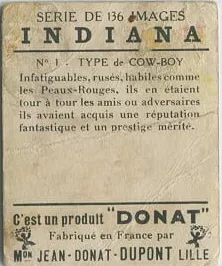 SERIE DE 136 IMAGES
INDIANA
N° 1 - TYPE de COW-BOY
Infatiguables, rusés, habiles comme
les Peaux-Rouges, ils en étaient
tour à tour les amis ou adversaires
ils avaient acquis une réputation
fantastique et un prestige mérité.
C'est un produit "DONAT"
Fabriqué en France par
MON JEAN-DONAT-DUPONT LILLE